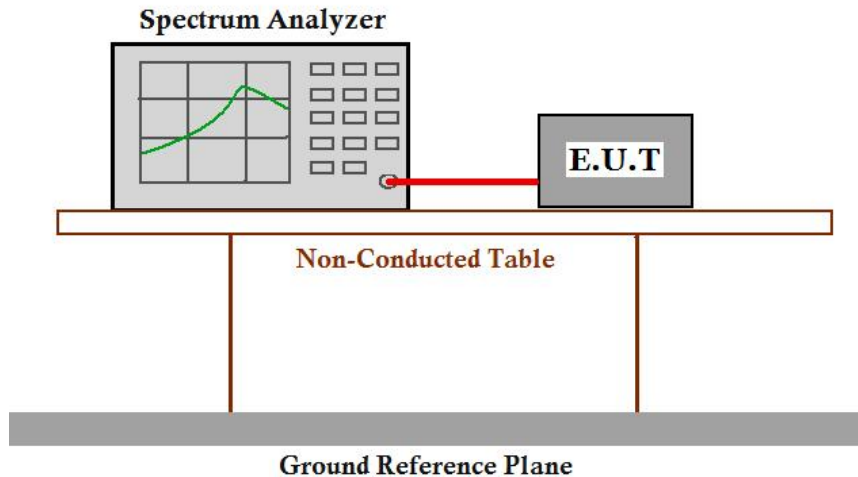 Spectrum Analyzer
E.U.T
Non-Conducted Table
Ground Reference Plane